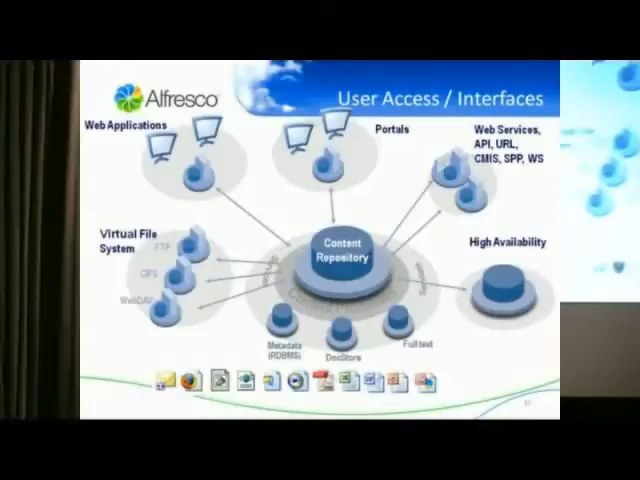 Alfresco
User Access / Interfaces
Web Applications
Portals
Web Services,
API, URL,
CMIS, SPP, WS
Virtual File
System
FTP
CIFS
WebDAV
Content
Repository
High Availability
Metadata
(RDBMS)
DocStore
Full text